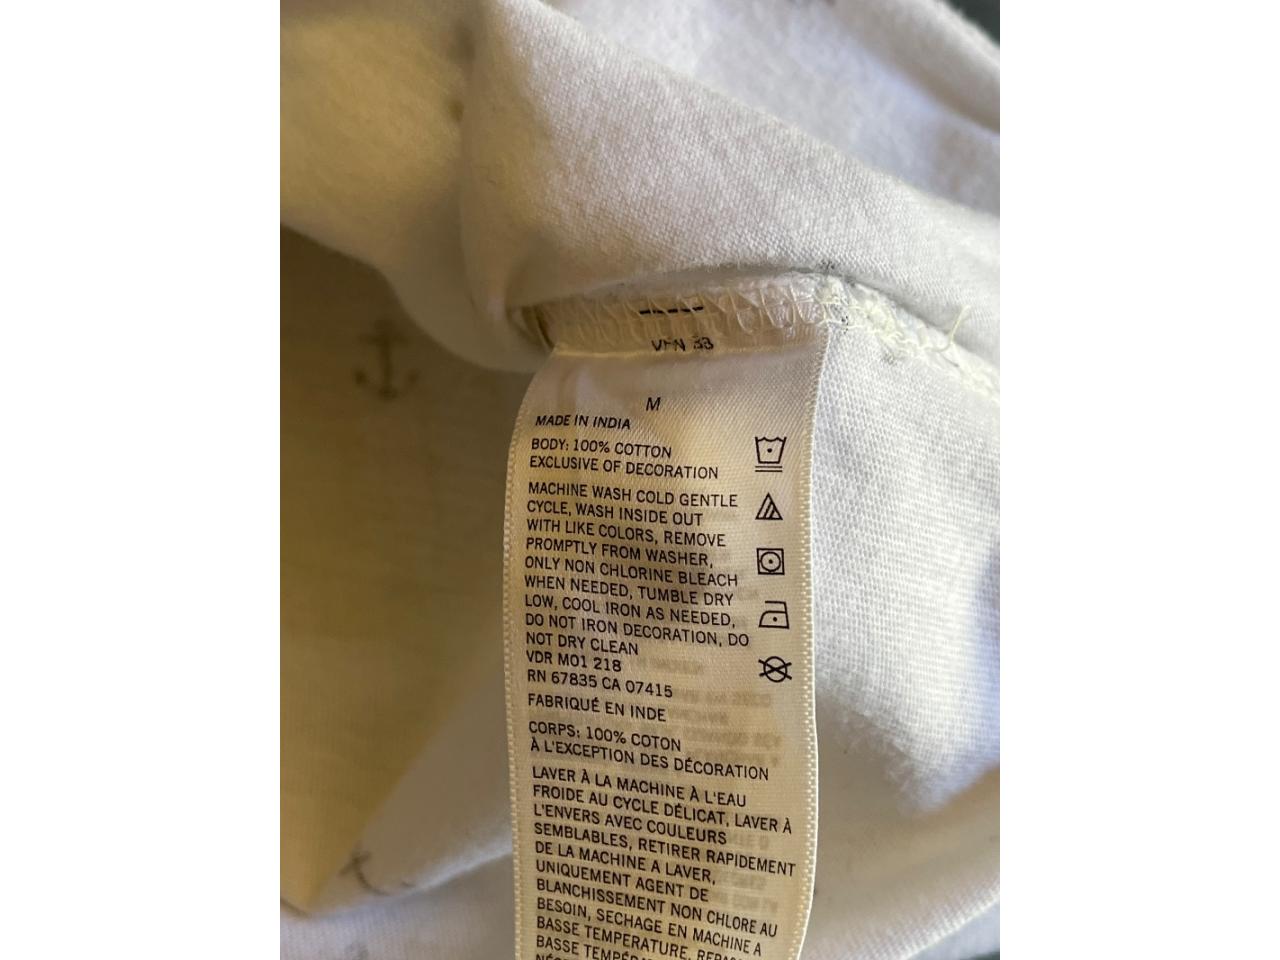 M
MADE IN INDIA
BODY: 100% COTTON
EXCLUSIVE OF DECORATION
MACHINE WASH COLD GENTLE
CYCLE, WASH INSIDE OUT
WITH LIKE COLORS, REMOVE
PROMPTLY FROM WASHER,
ONLY NON CHLORINE BLEACH
WHEN NEEDED, TUMBLE DRY
LOW, COOL IRON AS NEEDED,
DO NOT IRON DECORATION, DO
NOT DRY CLEAN
VDR MO1 218
RN 67835 CA 07415
FABRIQUÉ EN INDE
CORPS: 100% COTON
À L'EXCEPTION DES DÉCORATION
LAVER À LA MACHINE À L'EAU
FROIDE AU CYCLE DÉLICAT, LAVER À
L'ENVERS AVEC COULEURS
SEMBLABLES, RETIRER RAPIDEMENT
DE LA MACHINE A LAVER,
UNIQUEMENT AGENT DE
BLANCHISSEMENT NON CHLORE AU
BESOIN, SECHAGE EN MACHINE A
BASSE TEMPERATURE,
BASSE